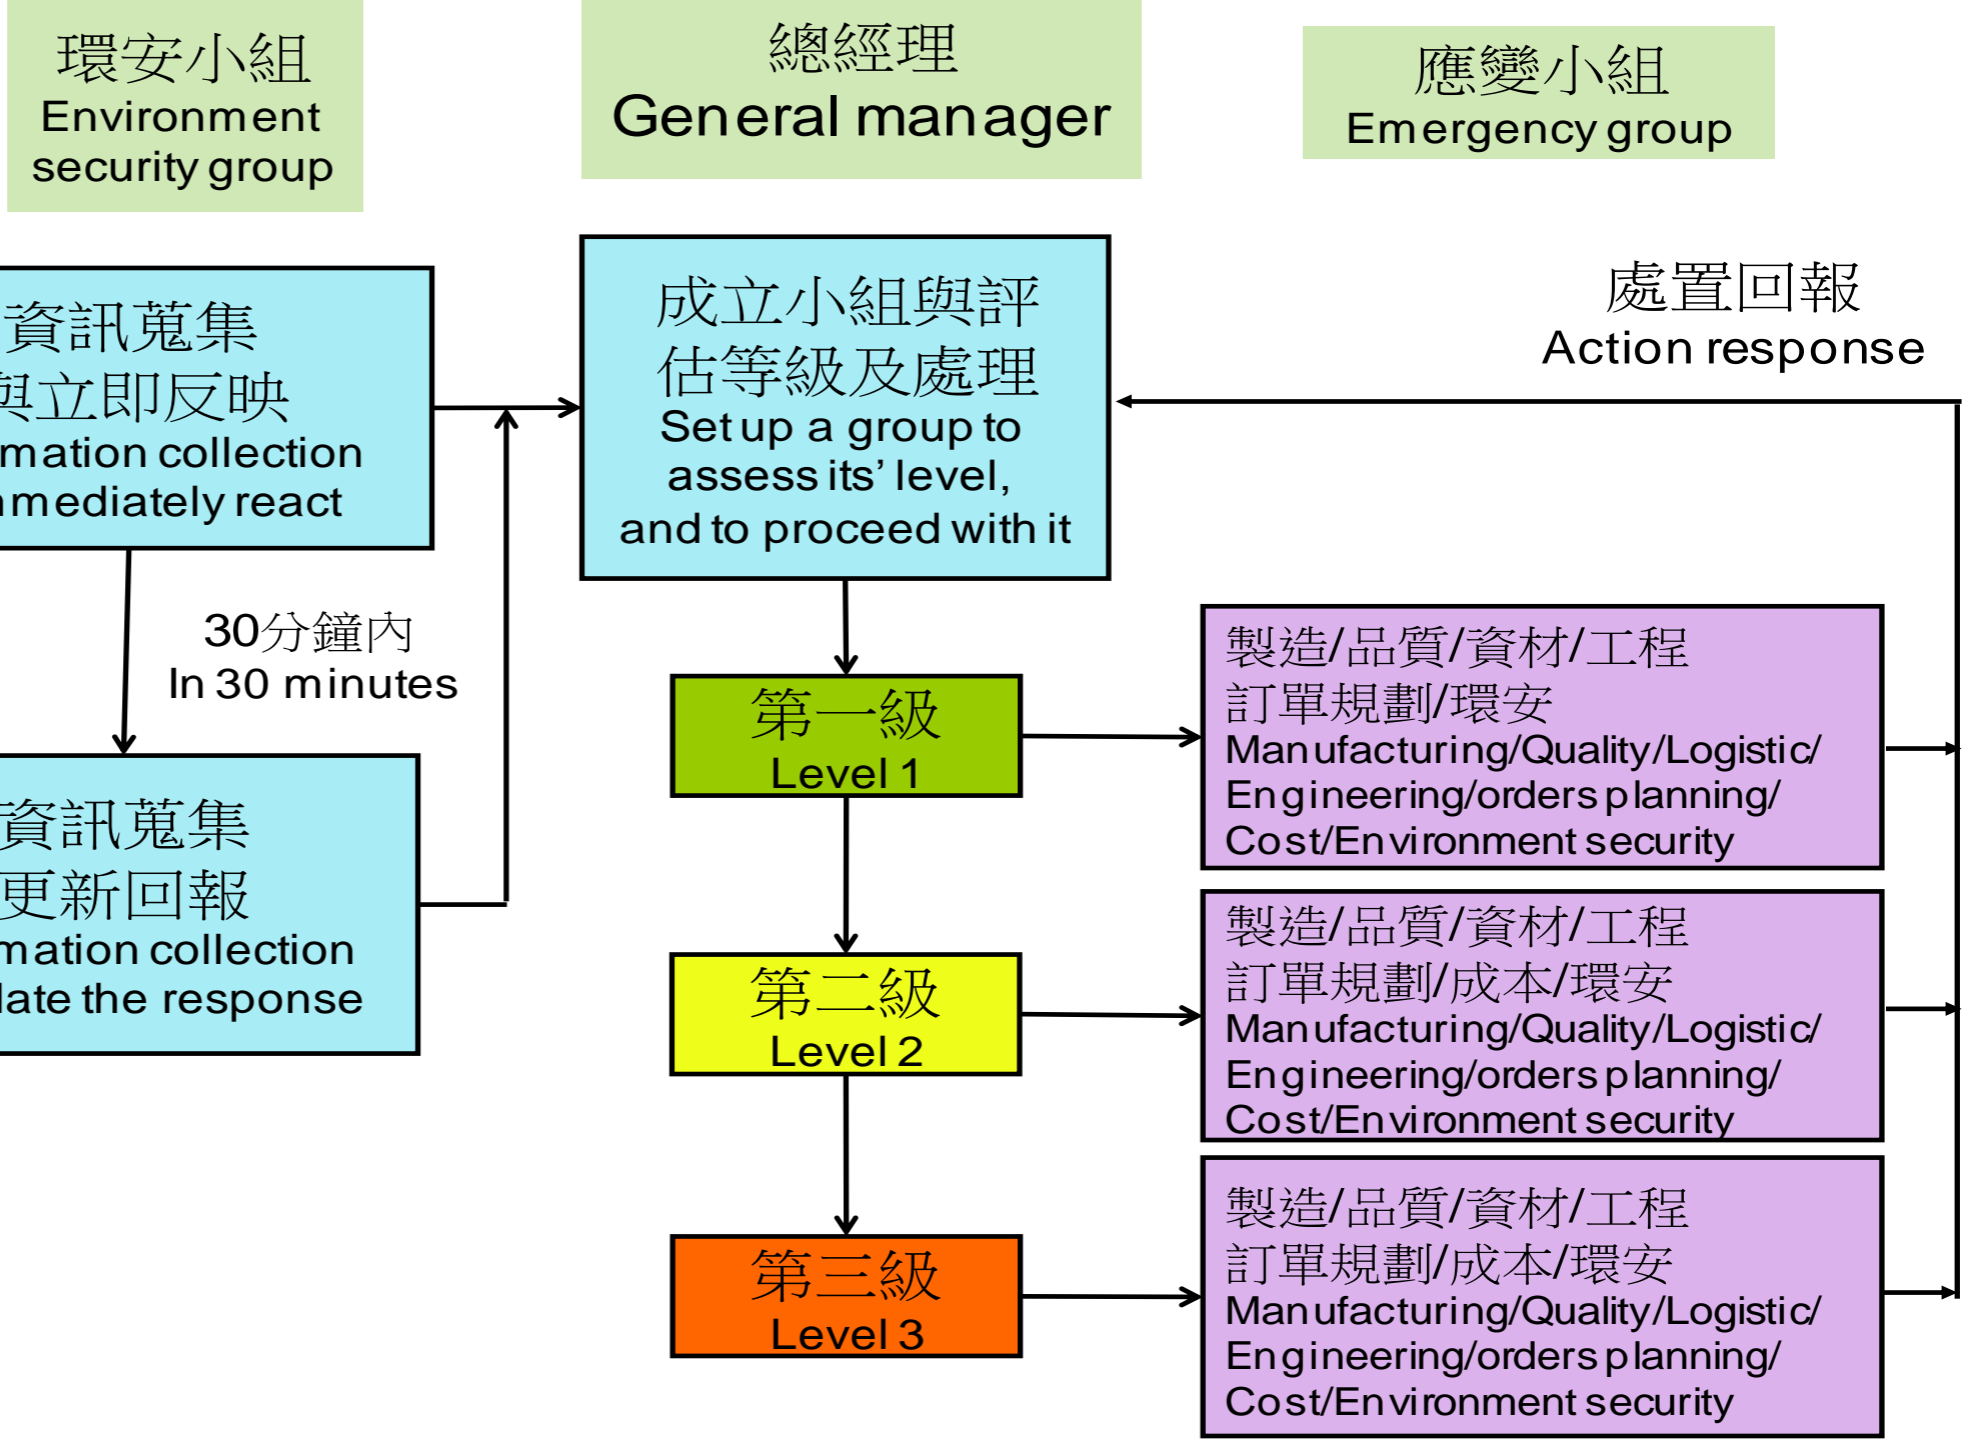 環安小組
Environment
security group
總經理
General manager
應變小組
Emergency group
資訊蒐集
與立即反映
mation collection
mediately react
30分鐘內
In 30 minutes
資訊蒐集
更新回報
mation collection
late the response
成立小組與評
估等級及處理
Set up a group to
assess its’ level,
and to proceed with it
處置回報
Action response
第一級
Level 1
製造/品質/資材/工程
訂單規劃/環安
Manufacturing/Quality/Logistic/
Engineering/orders planning/
Cost/Environment security
第二級
Level 2
製造/品質/資材/工程
訂單規劃/成本/環安
Manufacturing/Quality/Logistic/
Engineering/orders planning/
Cost/Environment security
第三級
Level 3
製造/品質/資材/工程
訂單規劃/成本/環安
Manufacturing/Quality/Logistic/
Engineering/orders planning/
Cost/Environment security